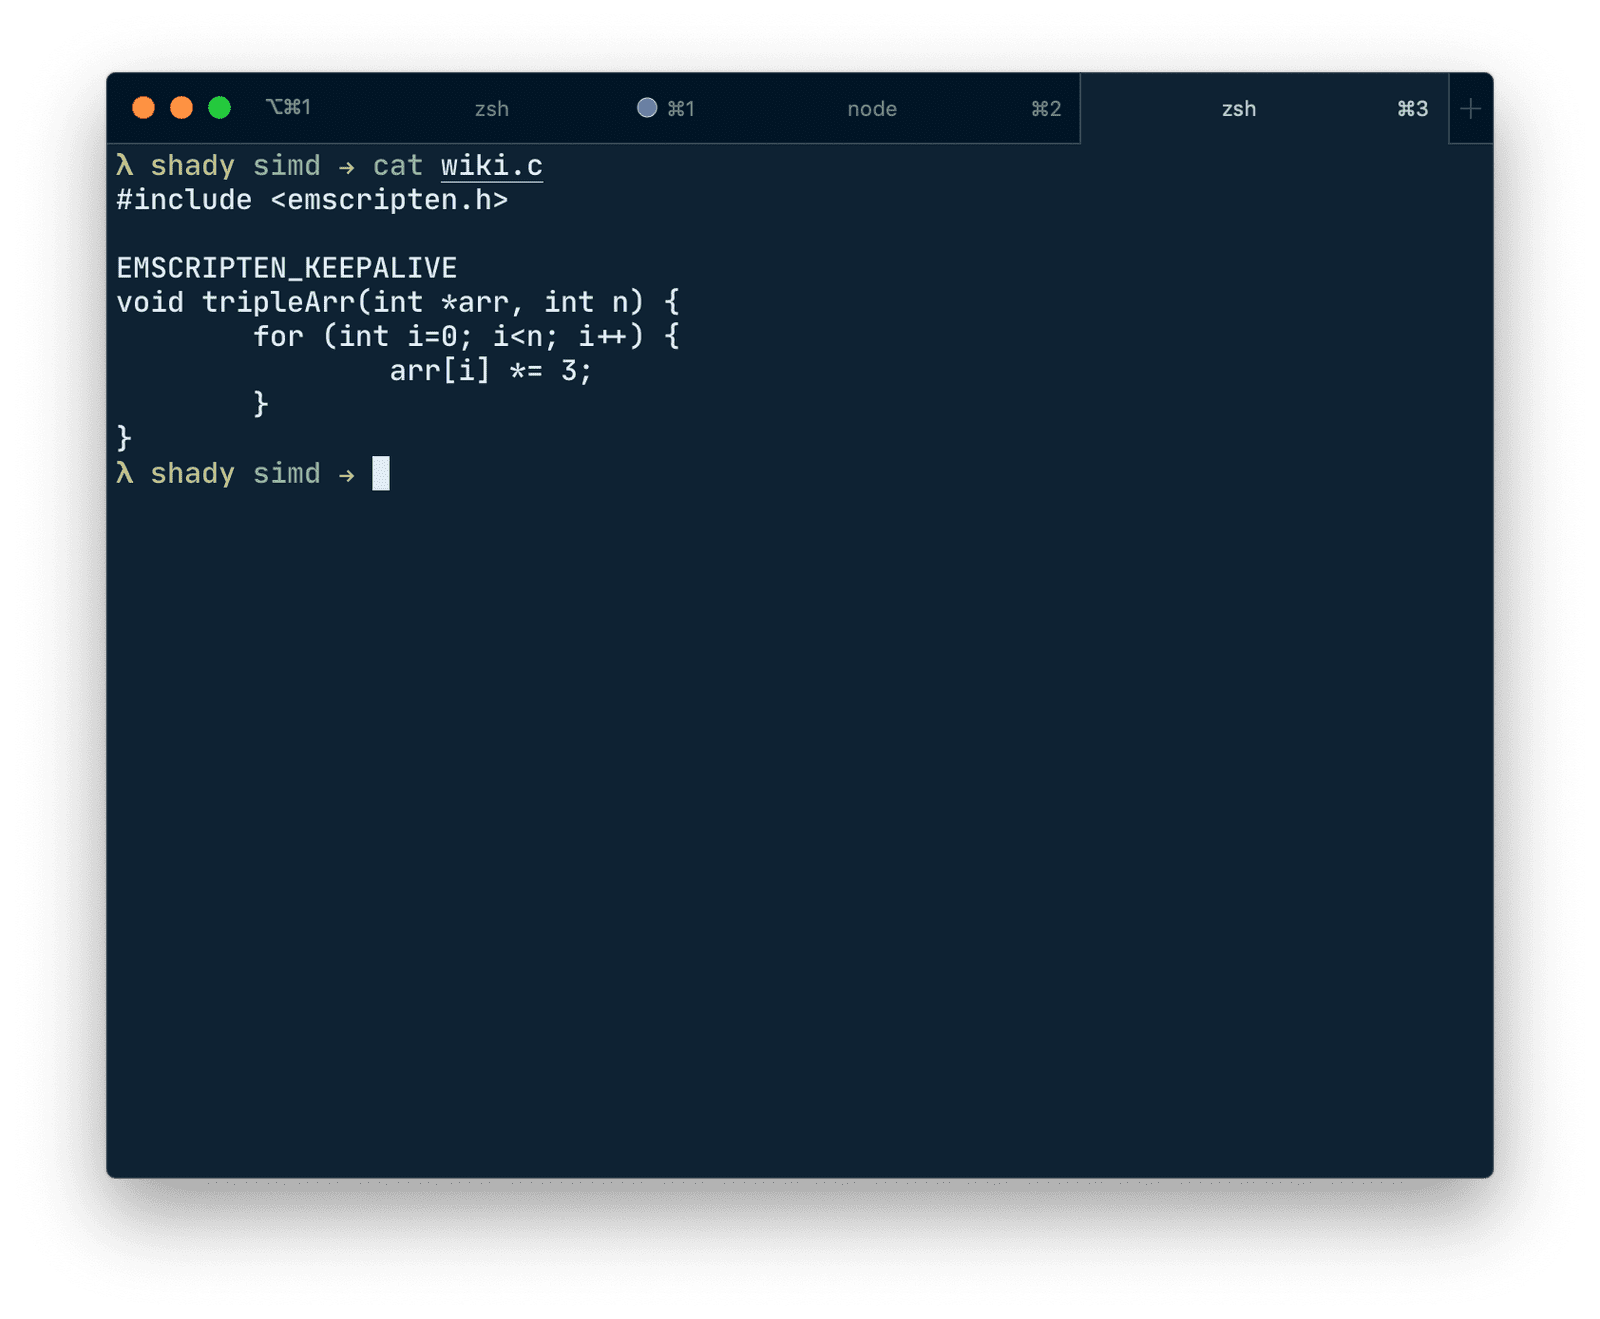 ⌥⌘1 zsh ⌘1 node ⌘2 zsh ⌘3 +
λ shady simd → cat wiki.c
#include <emscripten.h>
EMSCRIPTEN_KEEPALIVE
void tripleArr(int *arr, int n) {
        for (int i=0; i<n; i++) {
                arr[i] *= 3;
        }
}
λ shady simd →